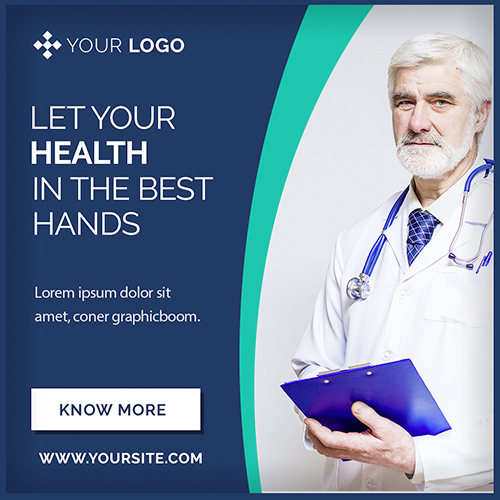 YOUR LOGO
LET YOUR
HEALTH
IN THE BEST
HANDS
Lorem ipsum dolor sit
amet, coner graphicboom.
KNOW MORE
WWW.YOURSITE.COM